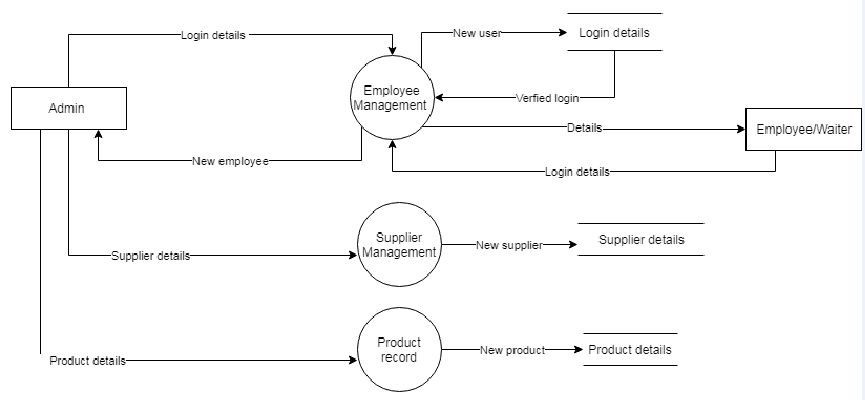 Login details
New user
Login details
Employee
Management
Admin
Verfied login
Details
Employee/Waiter
New employee
Login details
Supplier
Management
Supplier details
New supplier
Supplier details
Product
record
Product details
New product
Product details